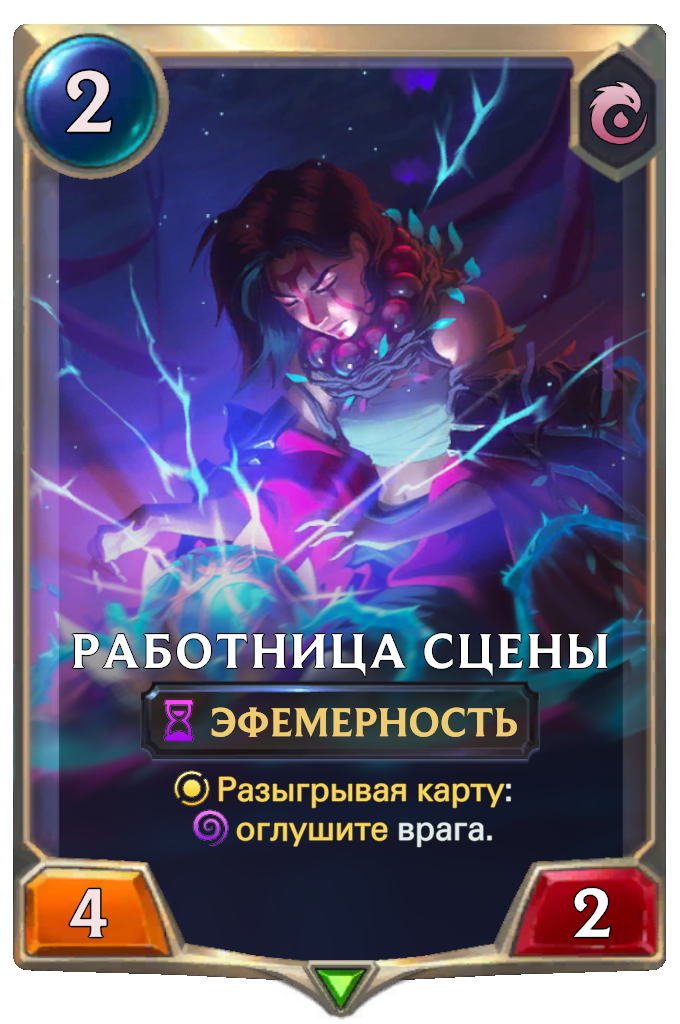 2
РАБОТНИЦА СЦЕНЫ
ЭФЕМЕРНОСТЬ
Разыгрывая карту:
оглушите врага.
4
2